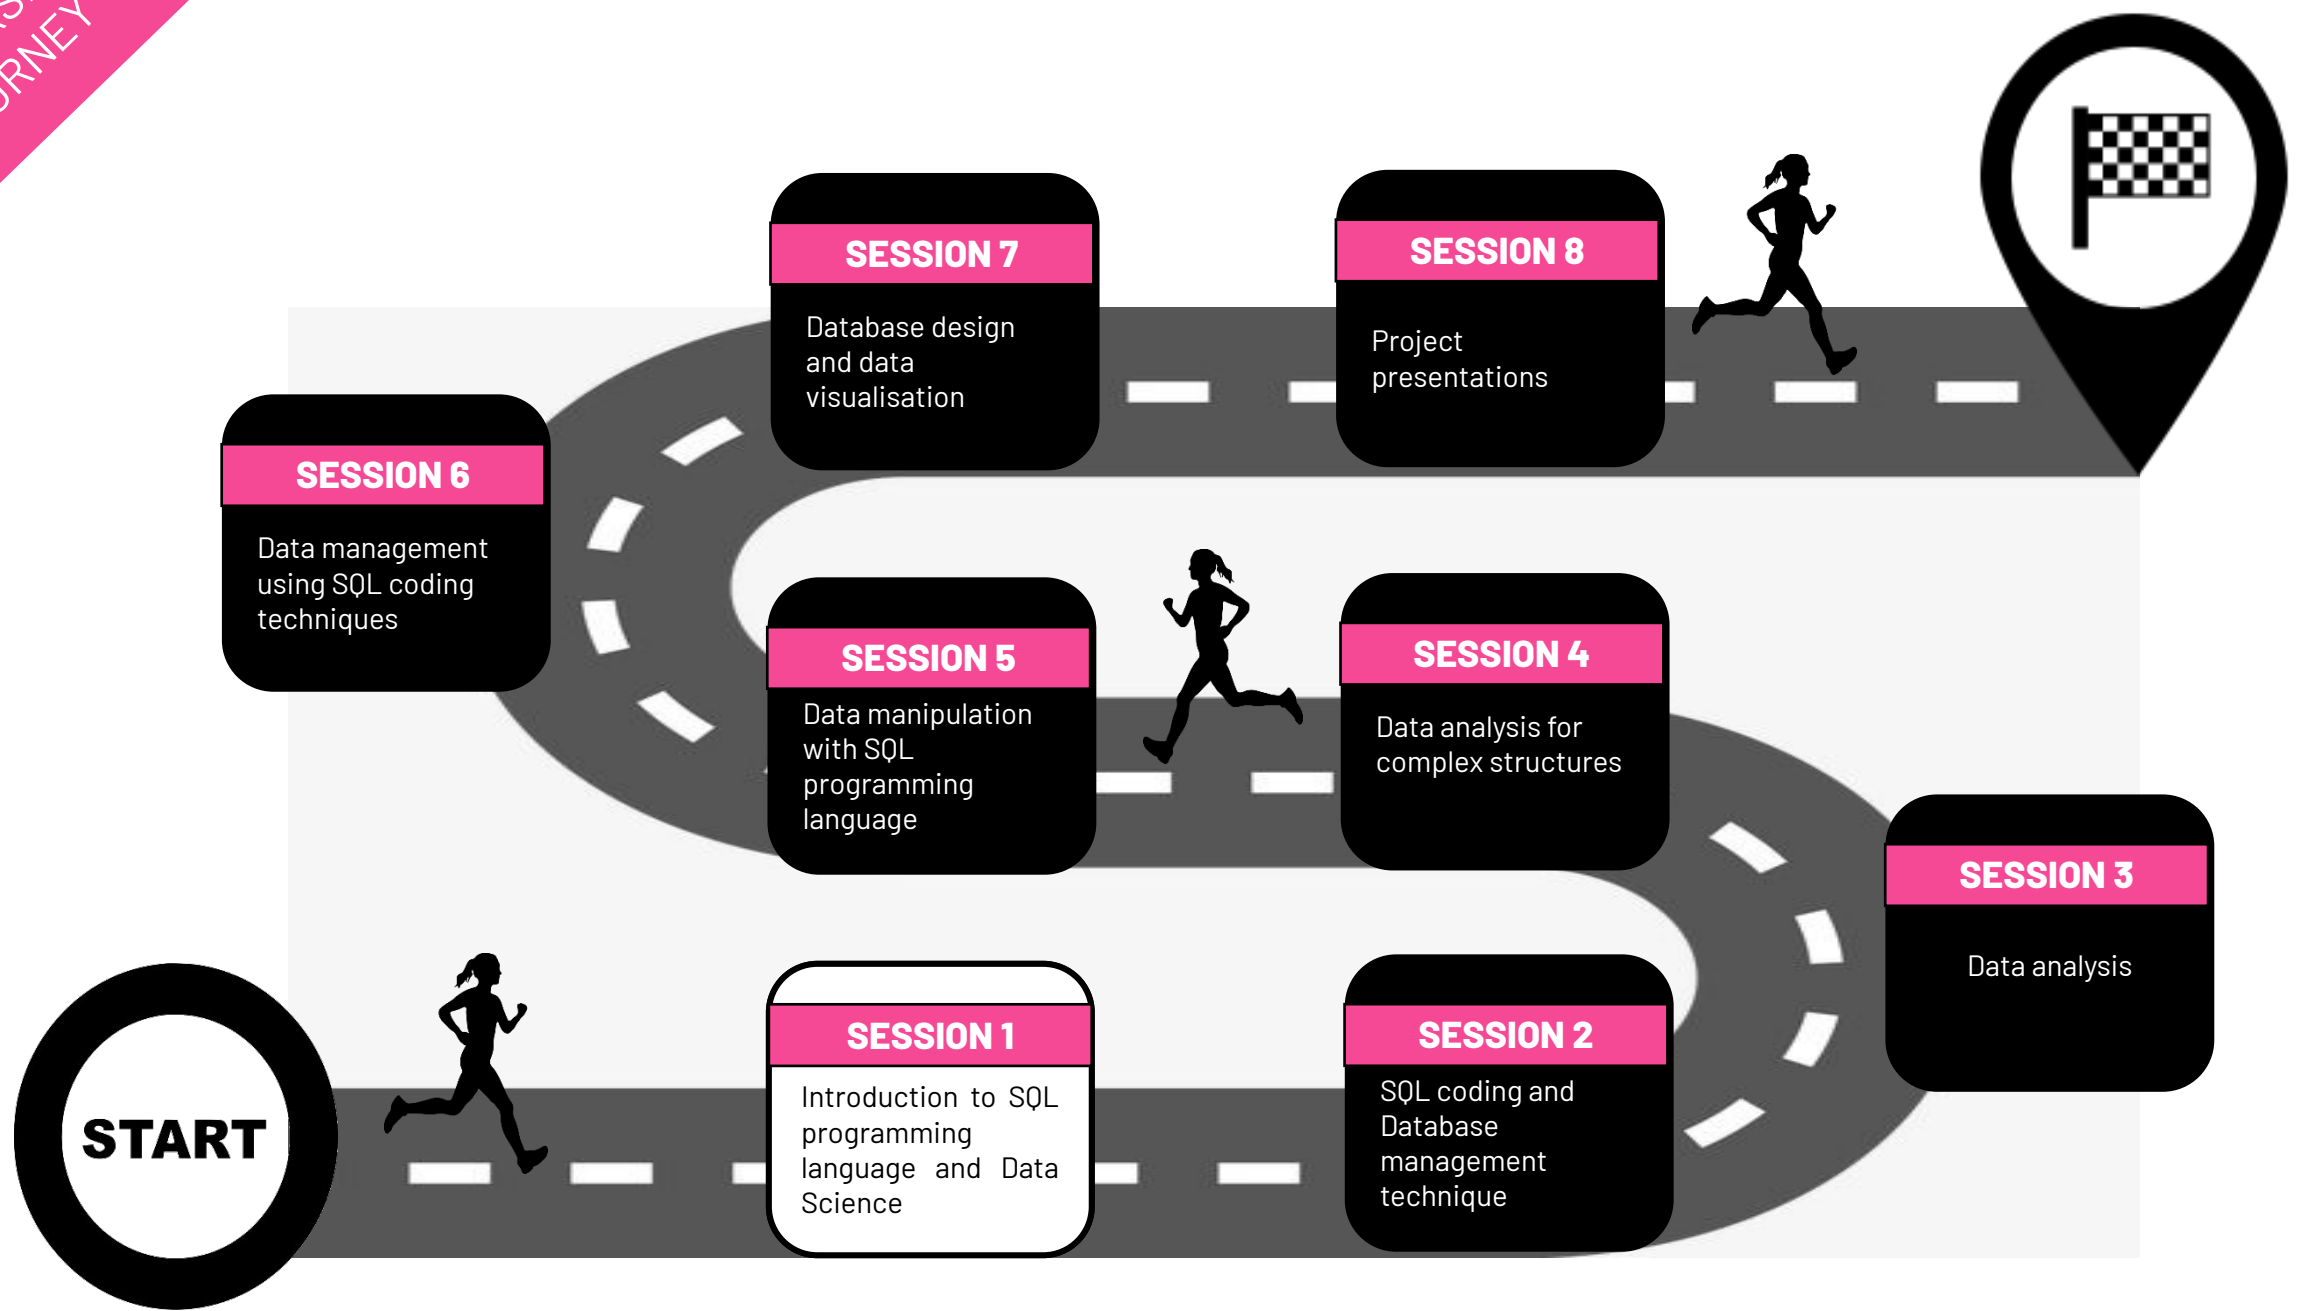 SESSION 7
Database design
and data
visualisation
SESSION 8
Project
presentations
SESSION 6
Data management
using SQL coding
techniques
SESSION 5
Data manipulation
with SQL
programming
language
SESSION 4
Data analysis for
complex structures
SESSION 3
Data analysis
START
SESSION 1
Introduction to SQL
programming
language and Data
Science
SESSION 2
SQL coding and
Database
management
technique